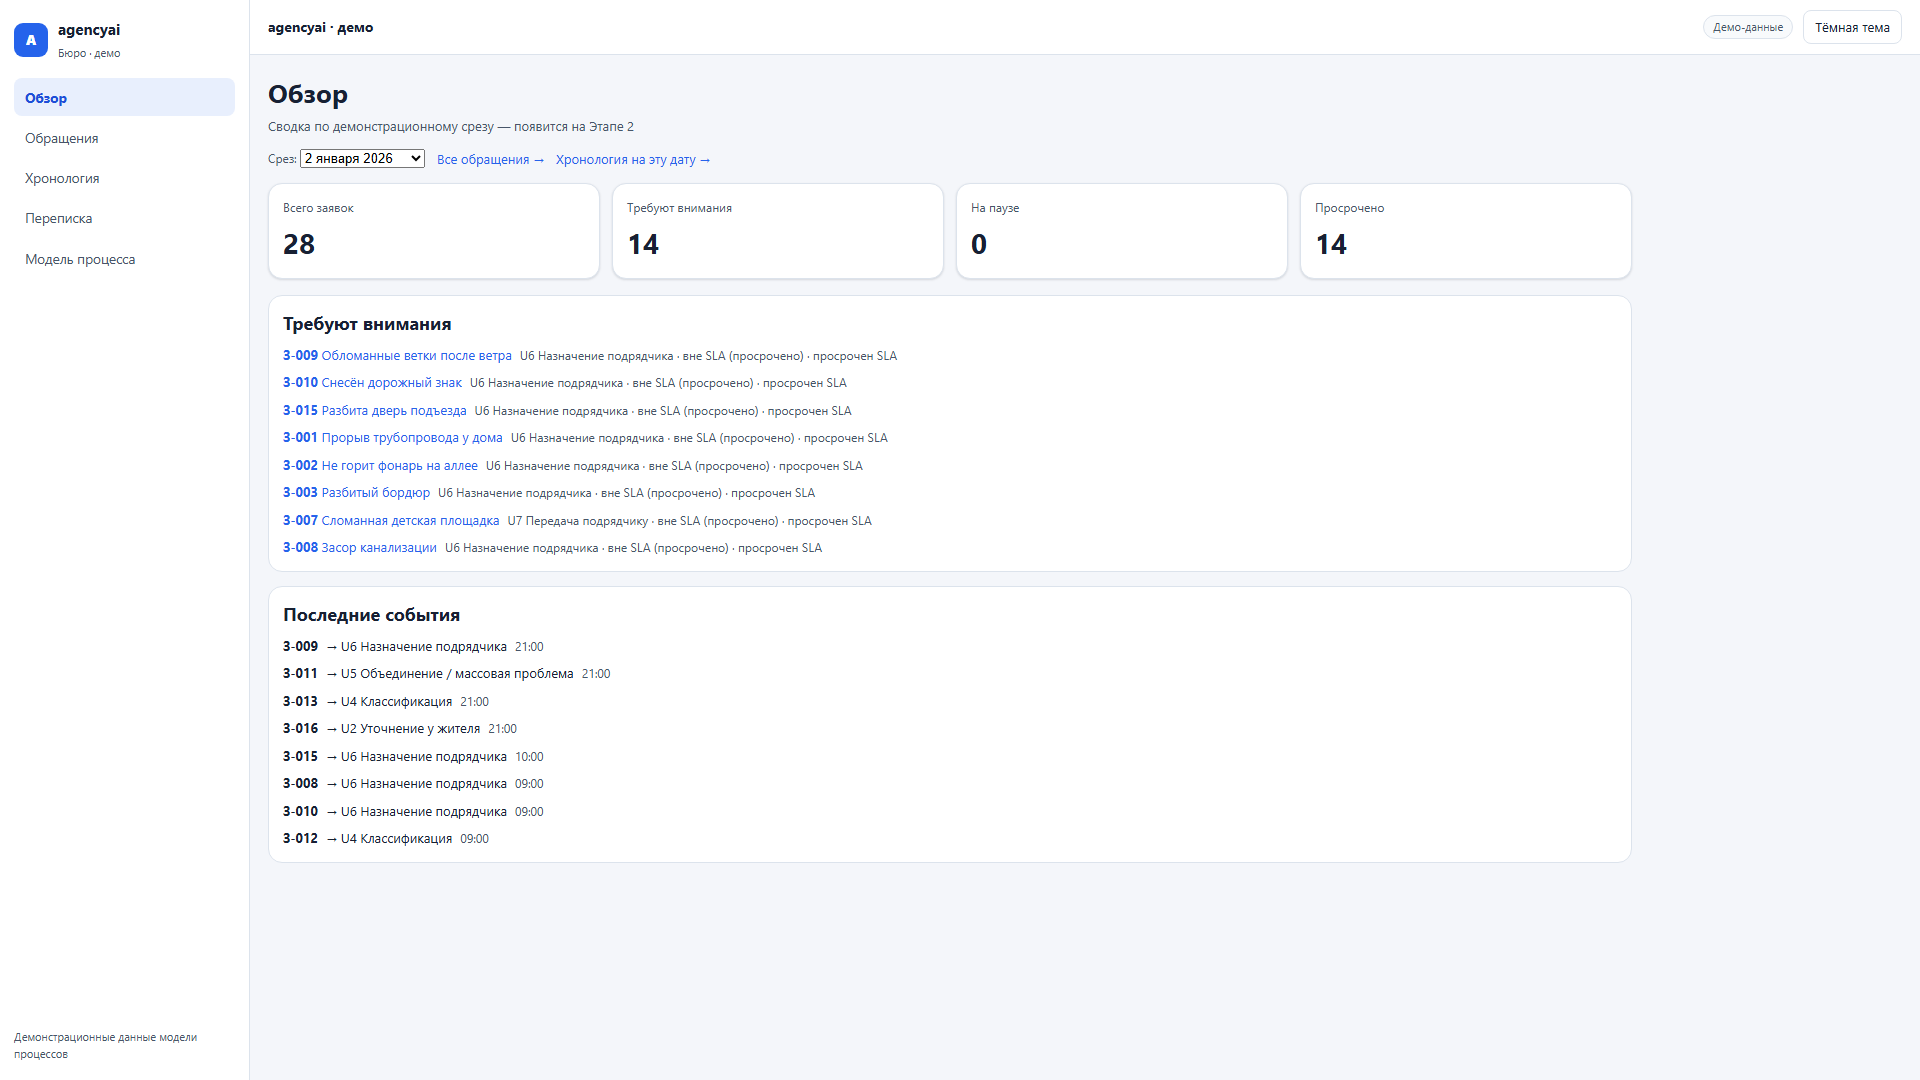 A
agencyai
Бюро · демо
Обзор
Обращения
Хронология
Переписка
Модель процесса
Демонстрационные данные модели
процессов
agencyai · демо
Демо-данные
Тёмная тема
Обзор
Сводка по демонстрационному срезу — появится на Этапе 2
Срез: 2 января 2026 Все обращения → Хронология на эту дату →
Всего заявок
28
Требуют внимания
14
На паузе
0
Просрочено
14
Требуют внимания
З-009 Обломанные ветки после ветра U6 Назначение подрядчика · вне SLA (просрочено) · просрочен SLA
З-010 Снесён дорожный знак U6 Назначение подрядчика · вне SLA (просрочено) · просрочен SLA
З-015 Разбита дверь подъезда U6 Назначение подрядчика · вне SLA (просрочено) · просрочен SLA
З-001 Прорыв трубопровода у дома U6 Назначение подрядчика · вне SLA (просрочено) · просрочен SLA
З-002 Не горит фонарь на аллее U6 Назначение подрядчика · вне SLA (просрочено) · просрочен SLA
З-003 Разбитый бордюр U6 Назначение подрядчика · вне SLA (просрочено) · просрочен SLA
З-007 Сломанная детская площадка U7 Передача подрядчику · вне SLA (просрочено) · просрочен SLA
З-008 Засор канализации U6 Назначение подрядчика · вне SLA (просрочено) · просрочен SLA
Последние события
З-009 → U6 Назначение подрядчика 21:00
З-011 → U5 Объединение / массовая проблема 21:00
З-013 → U4 Классификация 21:00
З-016 → U2 Уточнение у жителя 21:00
З-015 → U6 Назначение подрядчика 10:00
З-008 → U6 Назначение подрядчика 09:00
З-010 → U6 Назначение подрядчика 09:00
З-012 → U4 Классификация 09:00